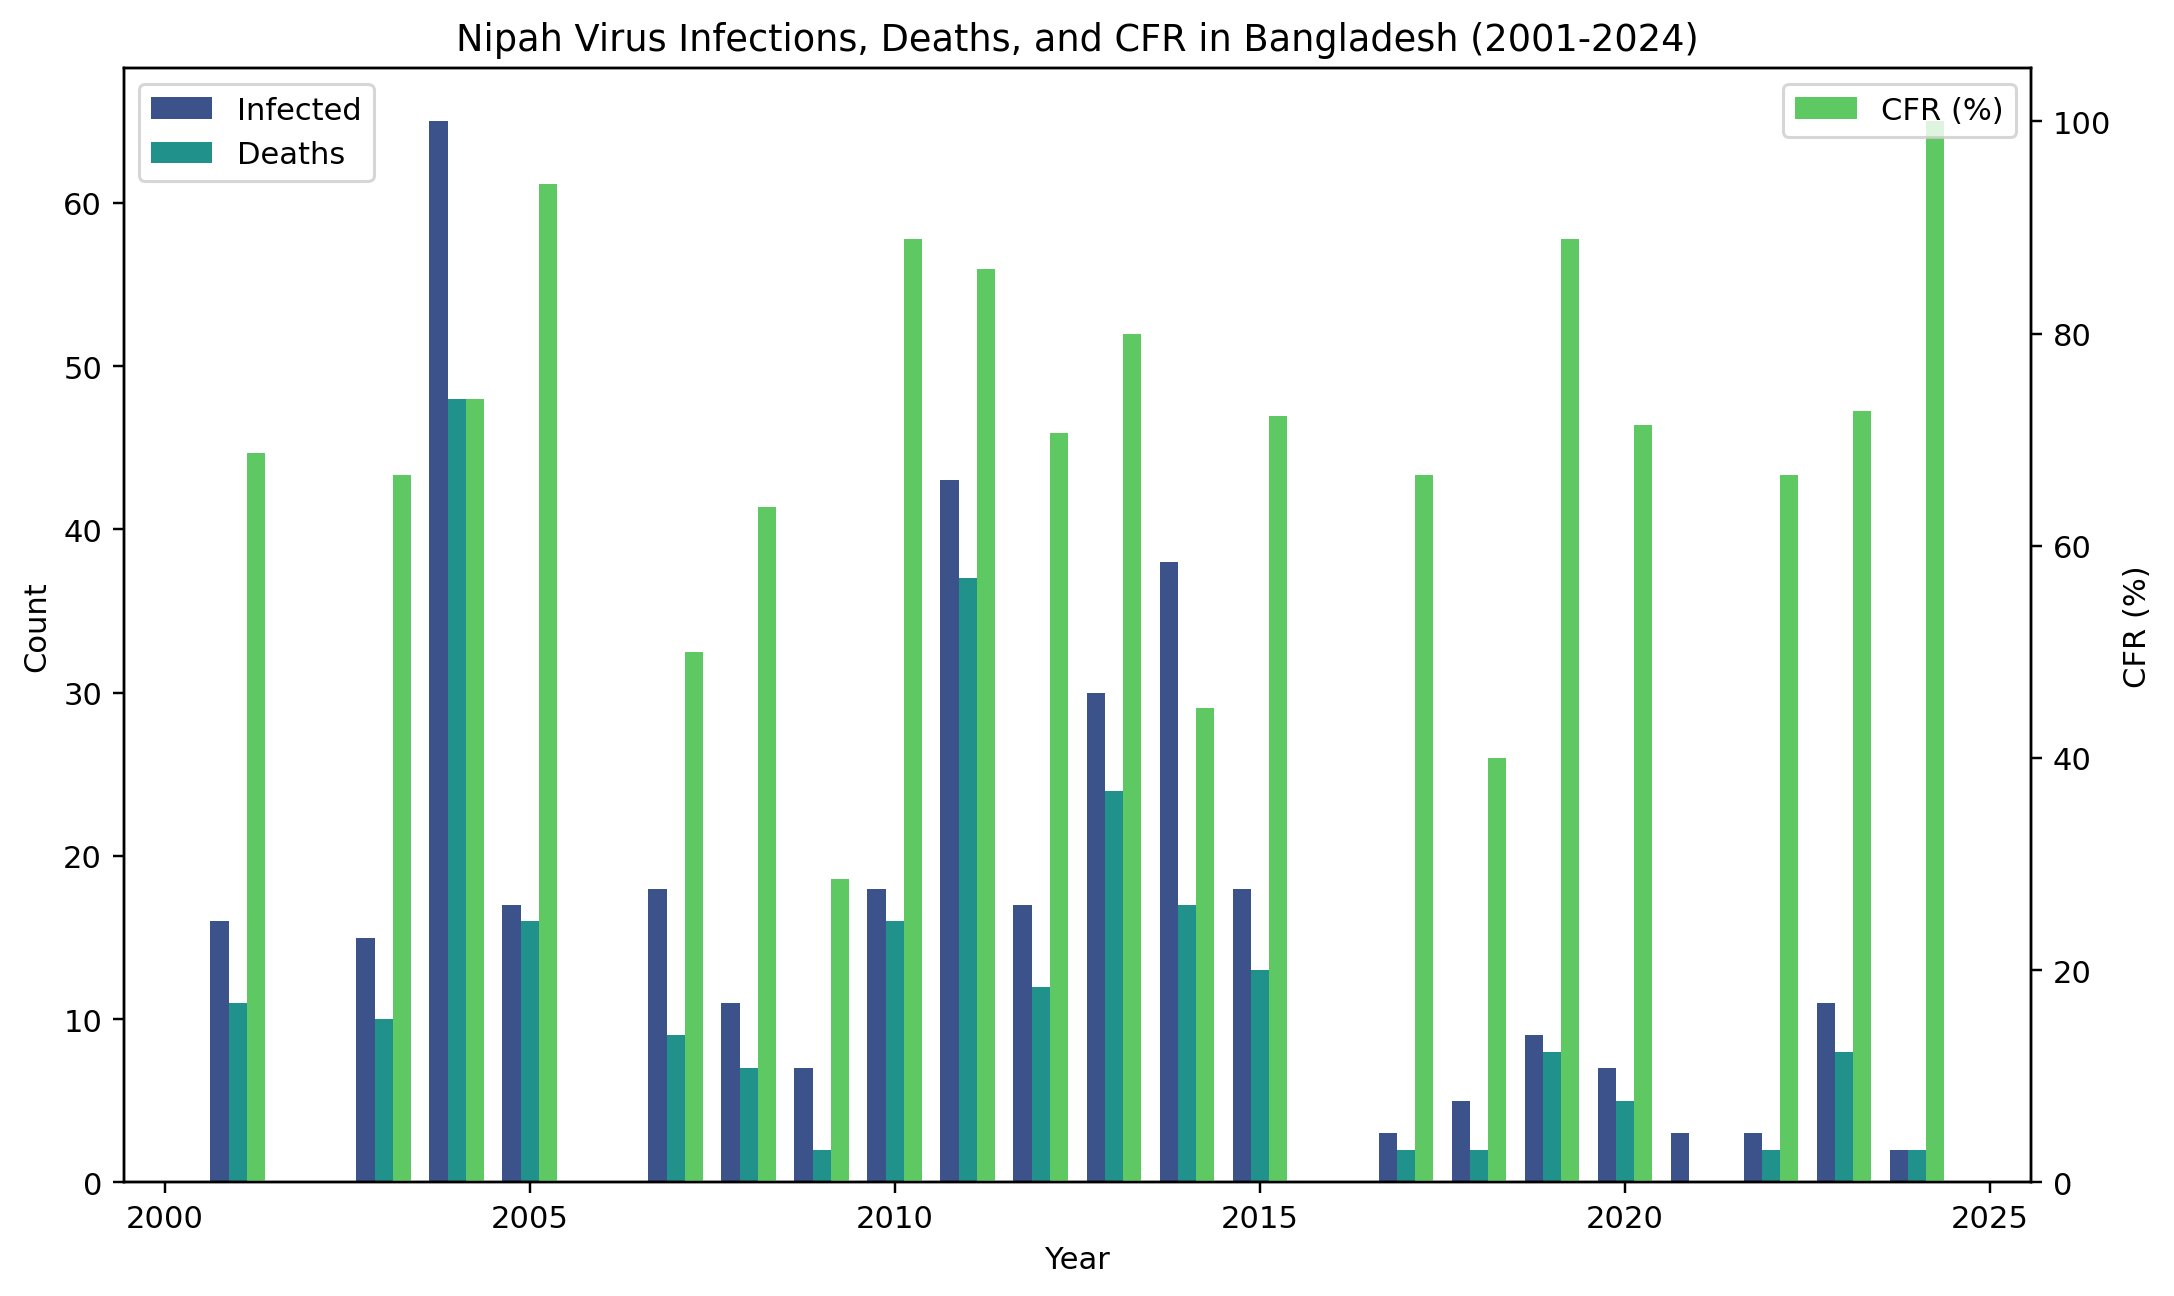 Nipah Virus Infections, Deaths, and CFR in Bangladesh (2001-2024)
Infected
Deaths
CFR (%)
60
50
40
30
20
10
0
Count
100
80
60
40
20
0
CFR (%)
2000 2005 2010 2015 2020 2025
Year